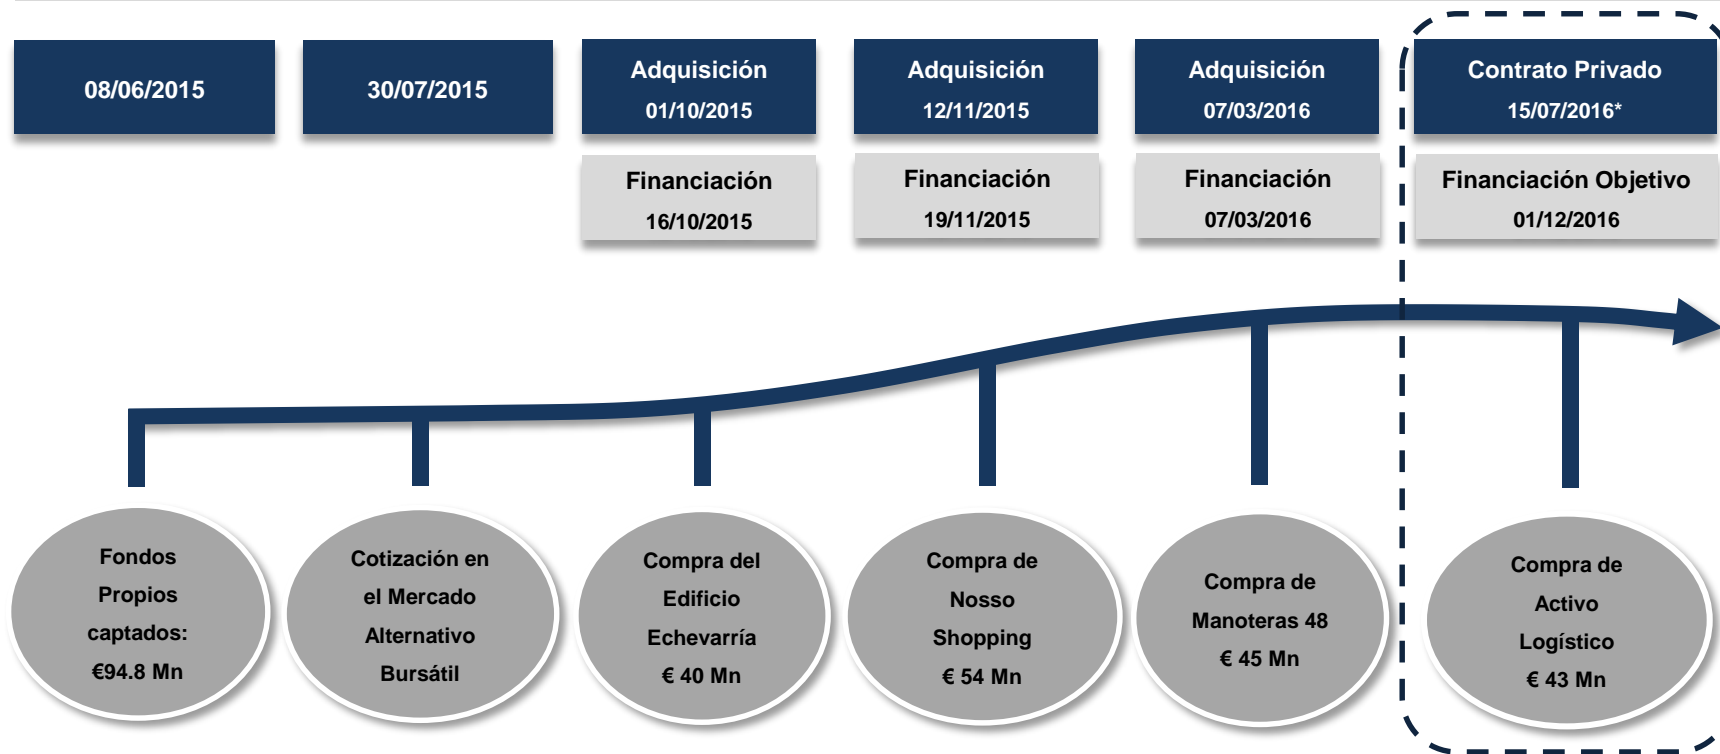 08/06/2015
30/07/2015
Adquisición
01/10/2015
Adquisición
12/11/2015
Adquisición
07/03/2016
Contrato Privado
15/07/2016*
Financiación
16/10/2015
Financiación
19/11/2015
Financiación
07/03/2016
Financiación Objetivo
01/12/2016
Fondos
Propios
captados:
€94.8 Mn
Cotización en
el Mercado
Alternativo
Bursátil
Compra del
Edificio
Echevarría
€ 40 Mn
Compra de
Nosso
Shopping
€ 54 Mn
Compra de
Manoteras 48
€ 45 Mn
Compra de
Activo
Logístico
€ 43 Mn